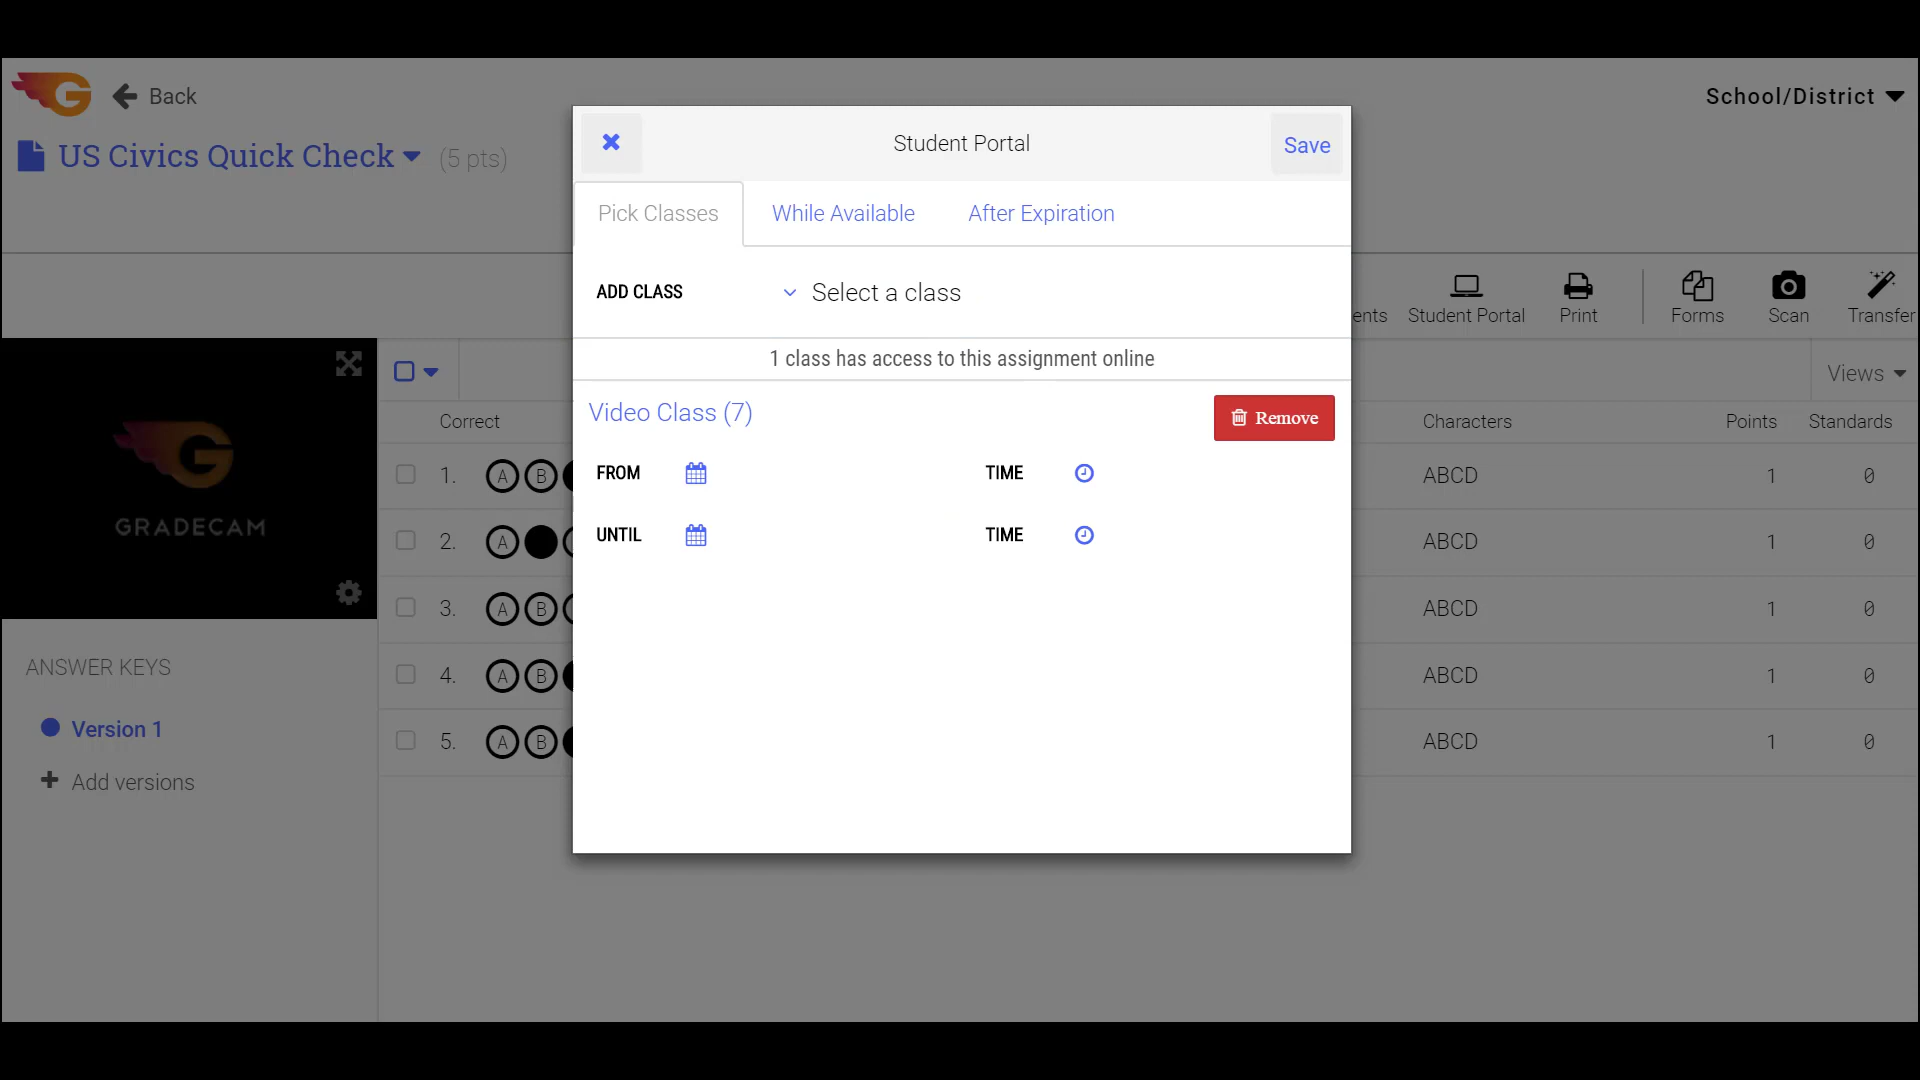 Back
School/District
US Civics Quick Check (5 pts)
Student Portal
Save
Pick Classes
While Available
After Expiration
ADD CLASS
Select a class
ents
Student Portal
Print
Forms
Scan
Transfer
1 class has access to this assignment online
Views
Video Class (7)
Remove
Correct
Characters
Points
Standards
FROM
TIME
UNTIL
TIME
GRADECAM
1. A B ABCD 1 0
2. A ABCD 1 0
3. A B ABCD 1 0
4. A B ABCD 1 0
5. A B ABCD 1 0
ANSWER KEYS
Version 1
Add versions